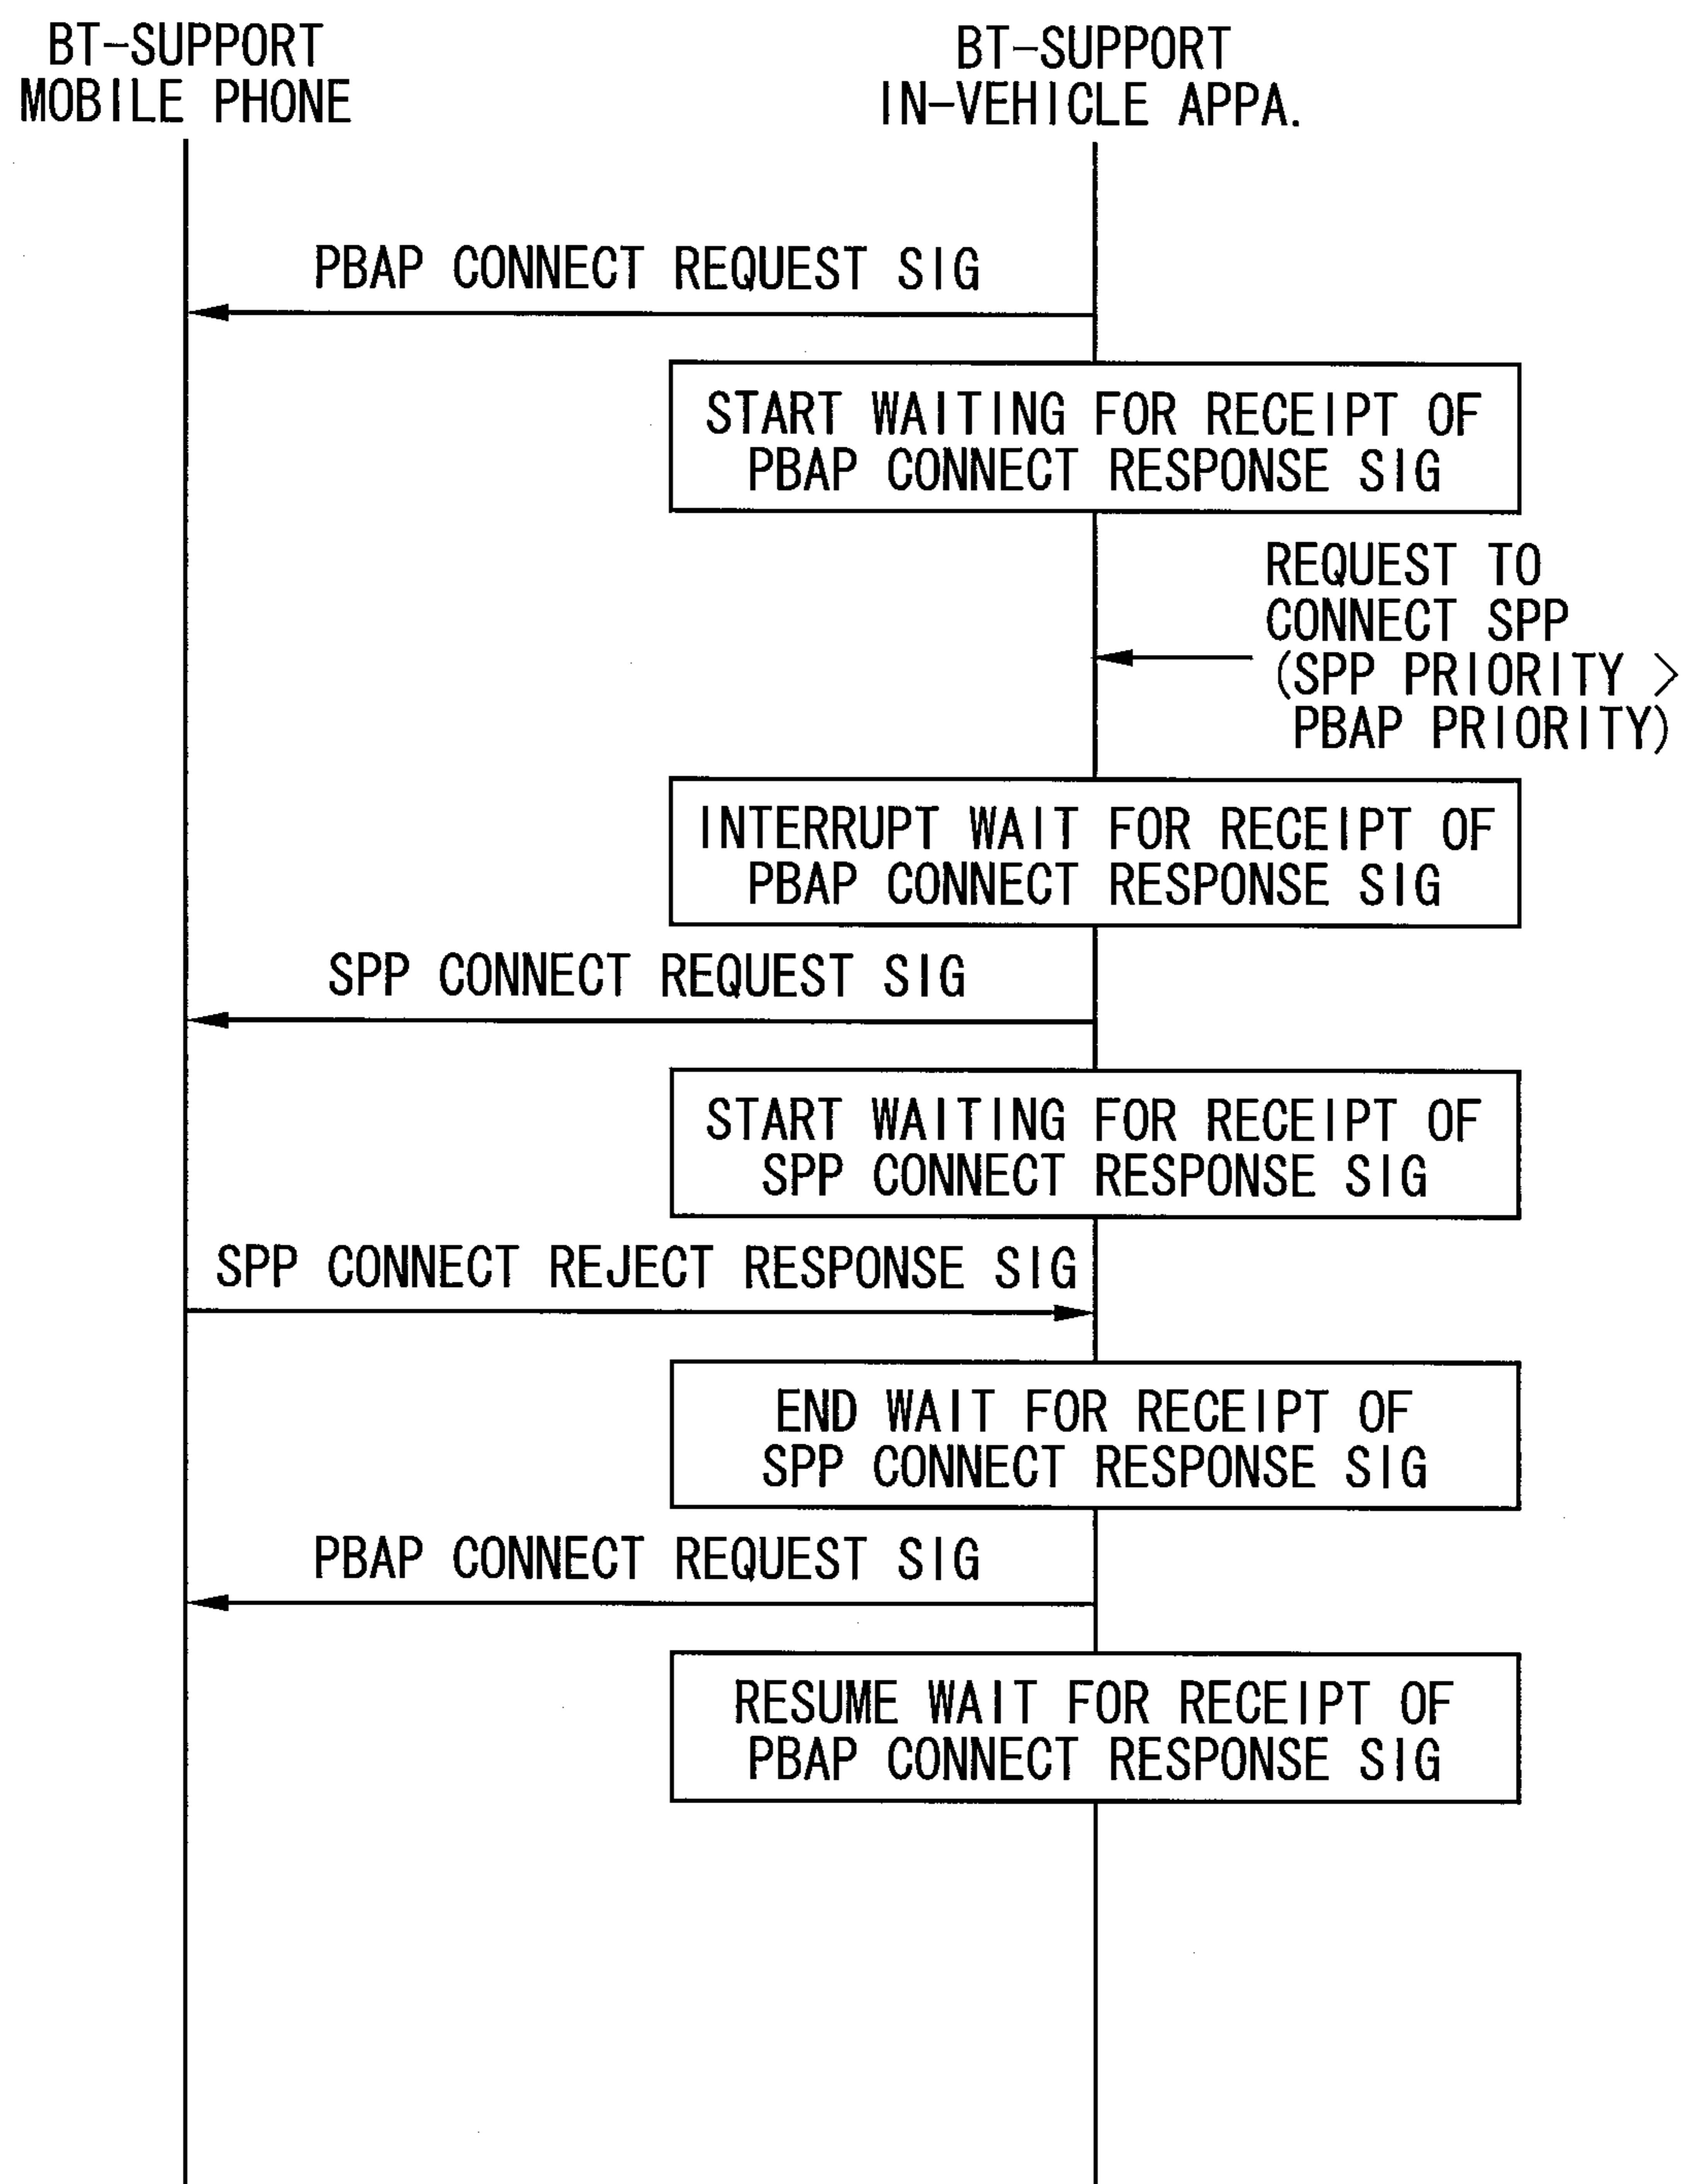 BT-SUPPORT
MOBILE PHONE
BT-SUPPORT
IN-VEHICLE APPA.
PBAP CONNECT REQUEST SIG
START WAITING FOR RECEIPT OF
PBAP CONNECT RESPONSE SIG
REQUEST TO
CONNECT SPP
(SPP PRIORITY >
PBAP PRIORITY)
INTERRUPT WAIT FOR RECEIPT OF
PBAP CONNECT RESPONSE SIG
SPP CONNECT REQUEST SIG
START WAITING FOR RECEIPT OF
SPP CONNECT RESPONSE SIG
SPP CONNECT REJECT RESPONSE SIG
END WAIT FOR RECEIPT OF
SPP CONNECT RESPONSE SIG
PBAP CONNECT REQUEST SIG
RESUME WAIT FOR RECEIPT OF
PBAP CONNECT RESPONSE SIG